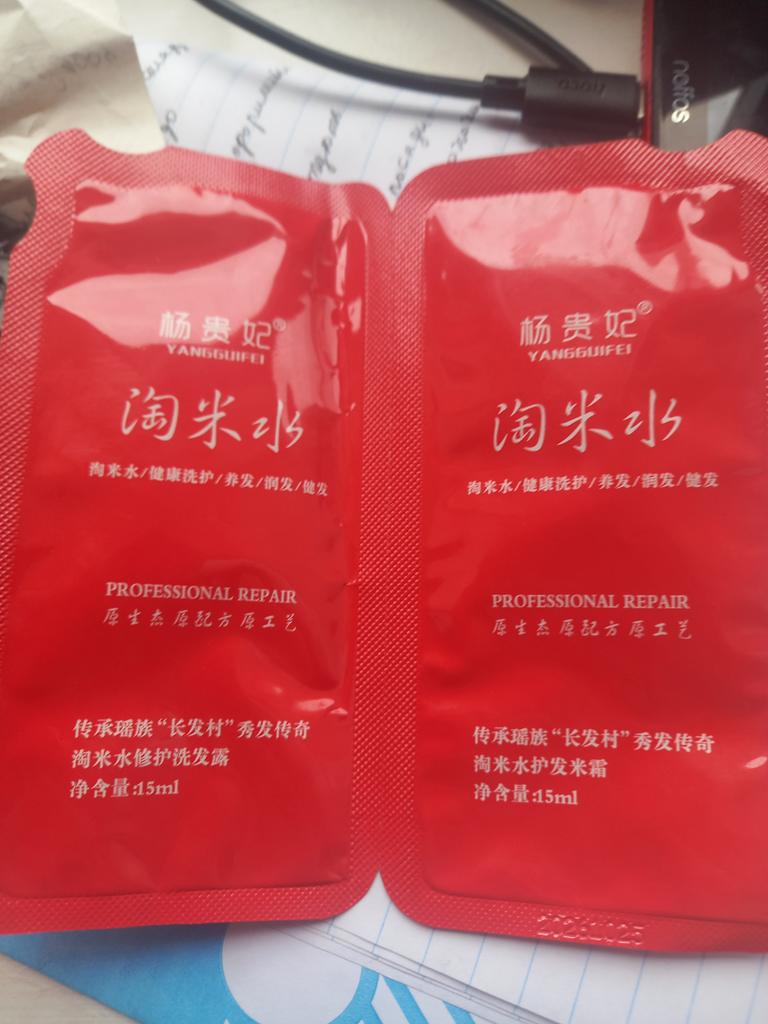 noffos
杨贵妃®
YANGGUIFEI
淘米水
淘米水/健康洗护/养发/润发/健发
PROFESSIONAL REPAIR
原生态原配方原工艺
传承瑶族“长发村”秀发传奇
淘米水修护洗发露
净含量:15ml
杨贵妃®
YANGGUIFEI
淘米水
淘米水/健康洗护/养发/润发/健发
PROFESSIONAL REPAIR
原生态原配方原工艺
传承瑶族“长发村”秀发传奇
淘米水护发米霜
净含量:15ml
20261025